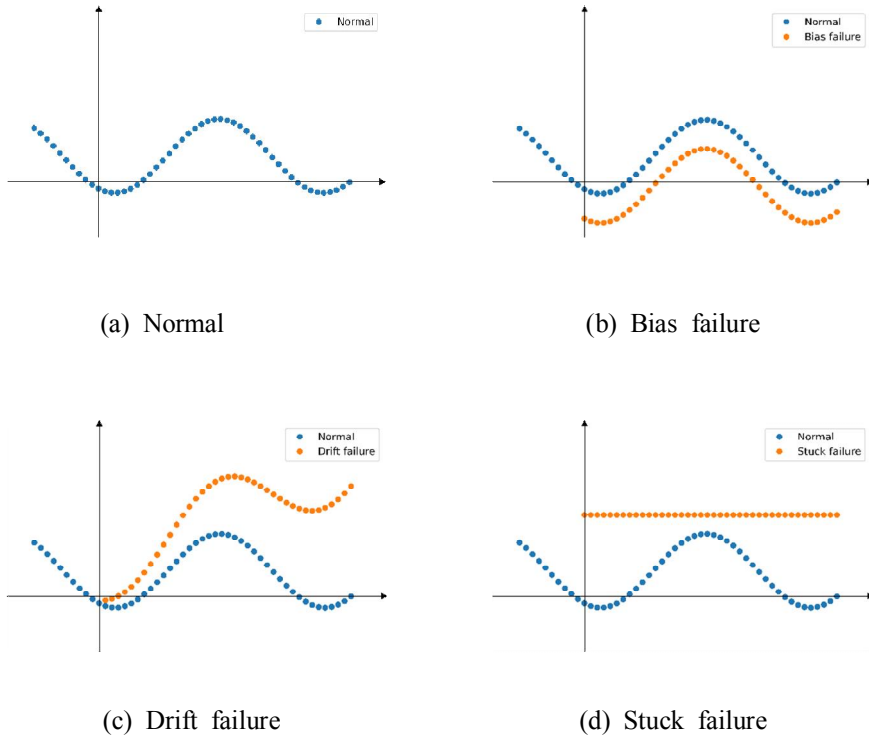 Normal
Normal
Bias failure
(a) Normal
(b) Bias failure
Normal
Drift failure
Normal
Stuck failure
(c) Drift failure
(d) Stuck failure